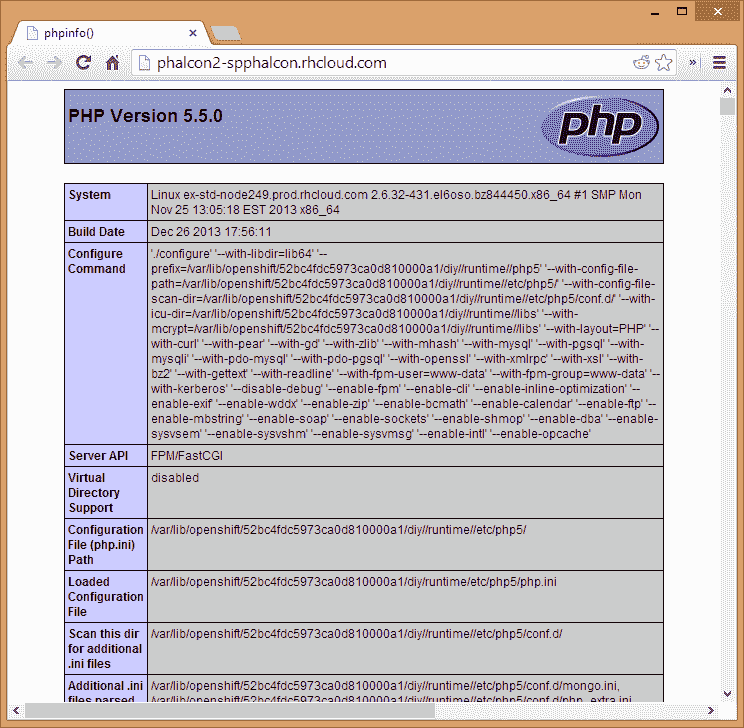 phpinfo()
phalcon2-spphalcon.rhcloud.com
PHP Version 5.5.0
php
System
Linux ex-std-node249.prod.rhcloud.com 2.6.32-431.el6oso.bz844450.x86_64 #1 SMP Mon
Nov 25 13:05:18 EST 2013 x86_64
Build Date
Dec 26 2013 17:56:11
Configure
Command
'./configure' '--with-libdir=lib64' '--
prefix=/var/lib/openshift/52bc4fdc5973ca0d810000a1/diy//runtime//php5' '--with-config-file-
path=/var/lib/openshift/52bc4fdc5973ca0d810000a1/diy//runtime//etc/php5/' '--with-config-file-
scan-dir=/var/lib/openshift/52bc4fdc5973ca0d810000a1/diy//runtime//etc/php5/conf.d/' '--with-
icu-dir=/var/lib/openshift/52bc4fdc5973ca0d810000a1/diy//runtime//libs' '--with-
mcrypt=/var/lib/openshift/52bc4fdc5973ca0d810000a1/diy//runtime//libs' '--with-layout=PHP' '--
with-curl' '--with-pear' '--with-gd' '--with-zlib' '--with-mhash' '--with-mysql' '--with-pgsql' '--with-
mysqli' '--with-pdo-mysql' '--with-pdo-pgsql' '--with-openssl' '--with-xmlrpc' '--with-xsl' '--with-
bz2' '--with-gettext' '--with-readline' '--with-fpm-user=www-data' '--with-fpm-group=www-data' '--
with-kerberos' '--disable-debug' '--enable-fpm' '--enable-cli' '--enable-inline-optimization' '--
enable-exif' '--enable-wddx' '--enable-zip' '--enable-bcmath' '--enable-calendar' '--enable-ftp' '--
enable-mbstring' '--enable-soap' '--enable-sockets' '--enable-shmop' '--enable-dba' '--enable-
sysvsem' '--enable-sysvshm' '--enable-sysvmsg' '--enable-intl' '--enable-opcache'
Server API
FPM/FastCGI
Virtual
Directory
Support
disabled
Configuration
File (php.ini)
Path
/var/lib/openshift/52bc4fdc5973ca0d810000a1/diy//runtime//etc/php5/
Loaded
Configuration
File
/var/lib/openshift/52bc4fdc5973ca0d810000a1/diy/runtime/etc/php5/php.ini
Scan this dir
for additional
.ini files
/var/lib/openshift/52bc4fdc5973ca0d810000a1/diy//runtime//etc/php5/conf.d/
Additional .ini
files parsed
/var/lib/openshift/52bc4fdc5973ca0d810000a1/diy//runtime//etc/php5/conf.d/mongo.ini,
/var/lib/openshift/52bc4fdc5973ca0d810000a1/diy//runtime//etc/php5/conf.d/php_extra.ini